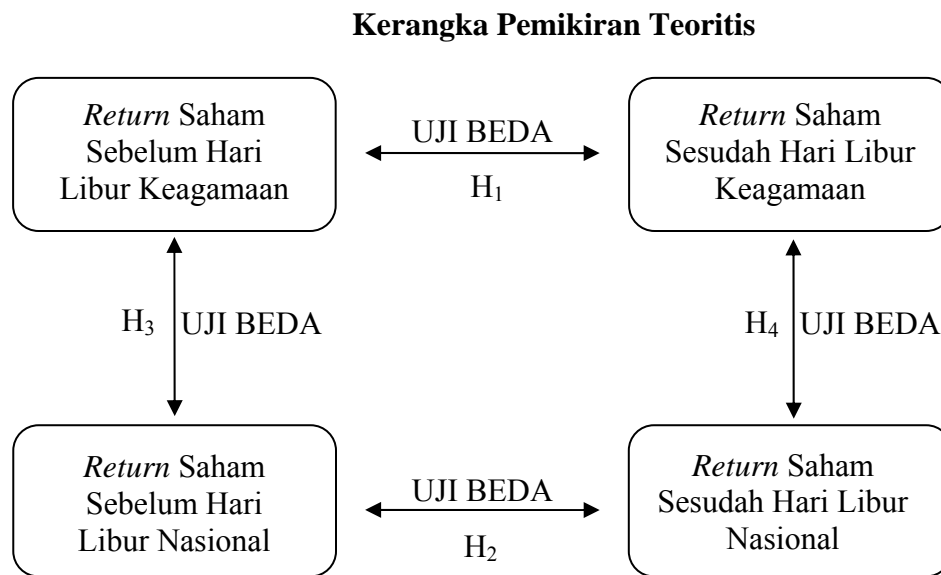 Kerangka Pemikiran Teoritis
Return Saham
Sebelum Hari
Libur Keagamaan
UJI BEDA
H₁
Return Saham
Sesudah Hari Libur
Keagamaan
H₃
UJI BEDA
H₄
UJI BEDA
Return Saham
Sebelum Hari
Libur Nasional
UJI BEDA
H₂
Return Saham
Sesudah Hari Libur
Nasional